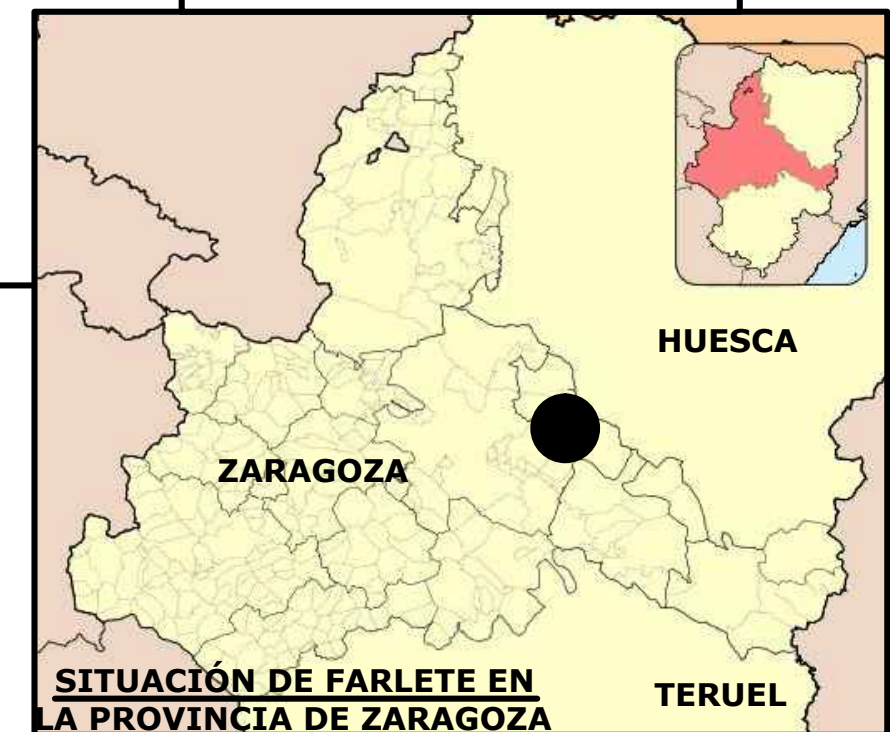 HUESCA
ZARAGOZA
SITUACIÓN DE FARLETE EN
LA PROVINCIA DE ZARAGOZA
TERUEL